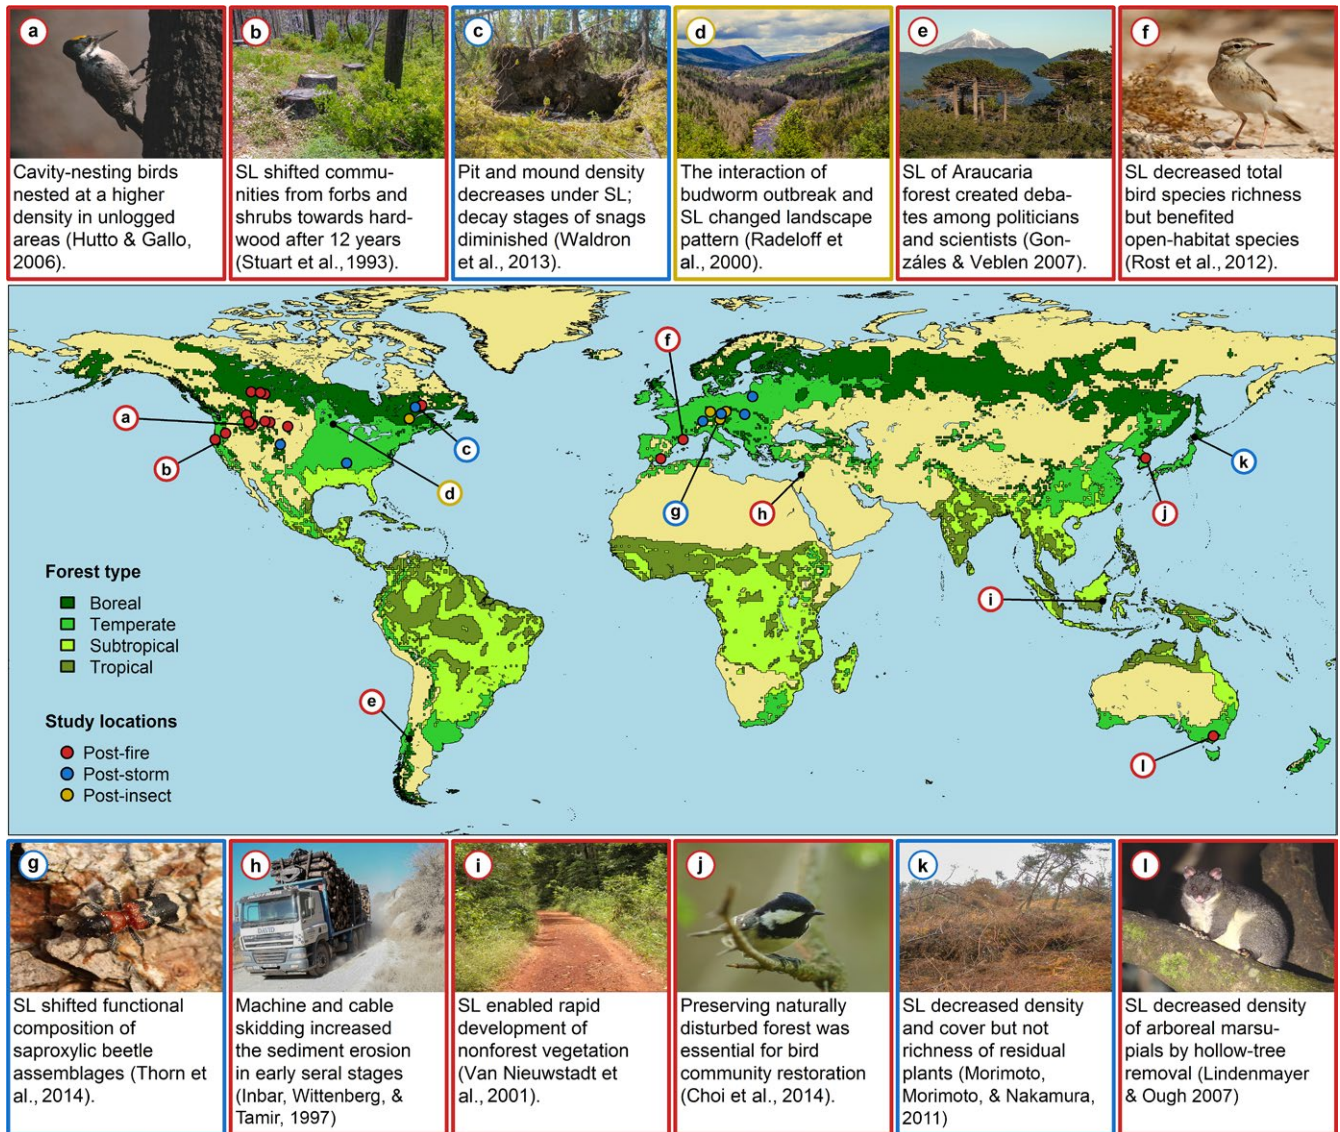 a
Cavity-nesting birds
nested at a higher
density in unlogged
areas (Hutto & Gallo,
2006).
b
SL shifted commu-
nities from forbs and
shrubs towards hard-
wood after 12 years
(Stuart et al., 1993).
c
Pit and mound density
decreases under SL;
decay stages of snags
diminished (Waldron
et al., 2013).
d
The interaction of
budworm outbreak and
SL changed landscape
pattern (Radeloff et
al., 2000).
e
SL of Araucaria
forest created deba-
tes among politicians
and scientists (Gon-
záles & Veblen 2007).
f
SL decreased total
bird species richness
but benefited
open-habitat species
(Rost et al., 2012).
a
b
c
d
e
f
g
h
i
j
k
l
Forest type
Boreal
Temperate
Subtropical
Tropical
Study locations
Post-fire
Post-storm
Post-insect
g
SL shifted functional
composition of
saproxylic beetle
assemblages (Thorn et
al., 2014).
h
Machine and cable
skidding increased
the sediment erosion
in early seral stages
(Inbar, Wittenberg, &
Tamir, 1997)
i
SL enabled rapid
development of
nonforest vegetation
(Van Nieuwstadt et
al., 2001).
j
Preserving naturally
disturbed forest was
essential for bird
community restoration
(Choi et al., 2014).
k
SL decreased density
and cover but not
richness of residual
plants (Morimoto,
Morimoto, & Nakamura,
2011)
l
SL decreased density
of arboreal marsu-
pials by hollow-tree
removal (Lindenmayer
& Ough 2007)